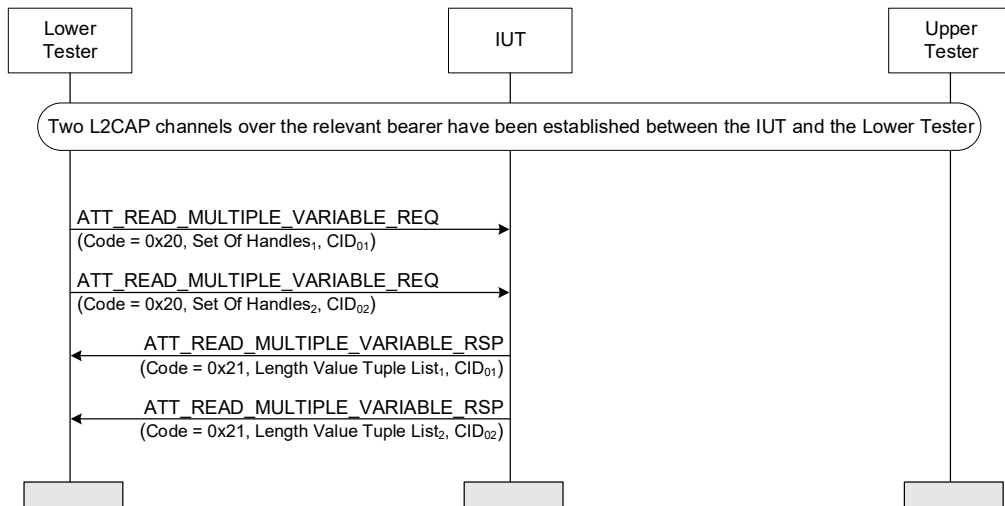 Lower
Tester
IUT
Upper
Tester
Two L2CAP channels over the relevant bearer have been established between the IUT and the Lower Tester
ATT_READ_MULTIPLE_VARIABLE_REQ
(Code = 0x20, Set Of Handles₁, CID₀₁)
ATT_READ_MULTIPLE_VARIABLE_REQ
(Code = 0x20, Set Of Handles₂, CID₀₂)
ATT_READ_MULTIPLE_VARIABLE_RSP
(Code = 0x21, Length Value Tuple List₁, CID₀₁)
ATT_READ_MULTIPLE_VARIABLE_RSP
(Code = 0x21, Length Value Tuple List₂, CID₀₂)